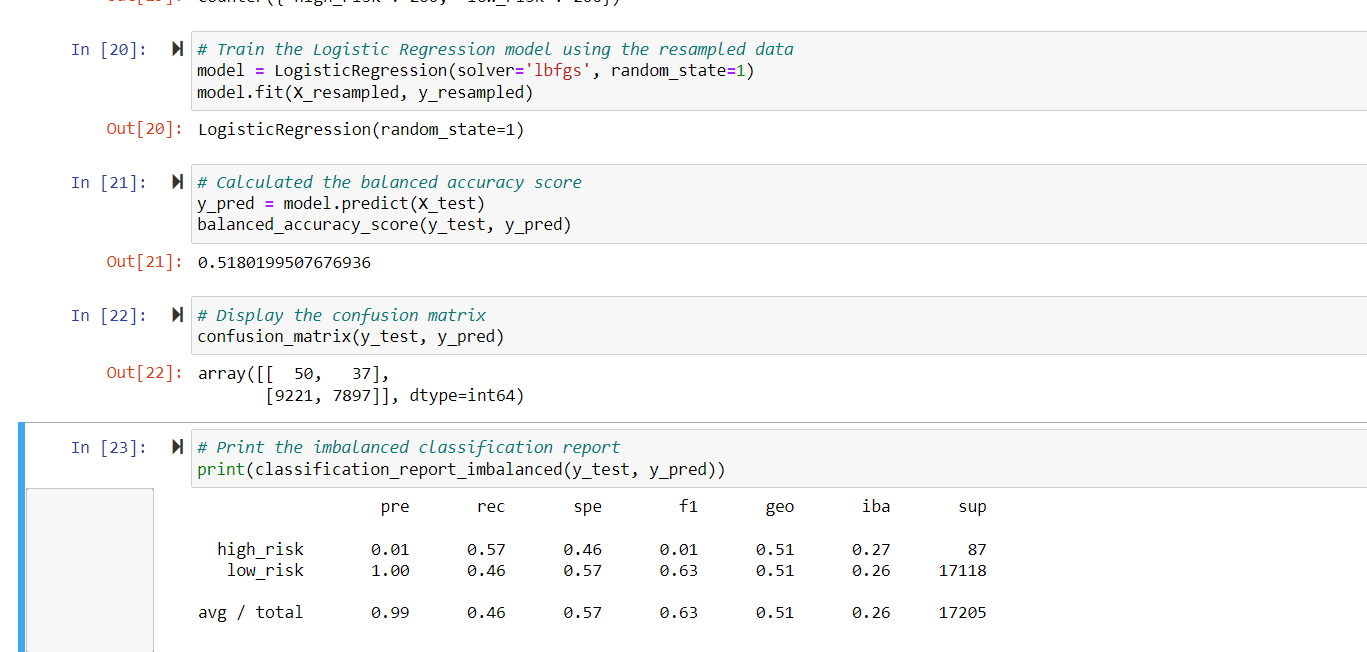 In [20]: # Train the Logistic Regression model using the resampled data
model = LogisticRegression(solver='lbfgs', random_state=1)
model.fit(X_resampled, y_resampled)
Out[20]: LogisticRegression(random_state=1)
In [21]: # Calculated the balanced accuracy score
y_pred = model.predict(X_test)
balanced_accuracy_score(y_test, y_pred)
Out[21]: 0.5180199507676936
In [22]: # Display the confusion matrix
confusion_matrix(y_test, y_pred)
Out[22]: array([[  50,   37],
       [9221, 7897]], dtype=int64)
In [23]: # Print the imbalanced classification report
print(classification_report_imbalanced(y_test, y_pred))
pre rec spe f1 geo iba sup
high_risk 0.01 0.57 0.46 0.01 0.51 0.27 87
low_risk 1.00 0.46 0.57 0.63 0.51 0.26 17118
avg / total 0.99 0.46 0.57 0.63 0.51 0.26 17205